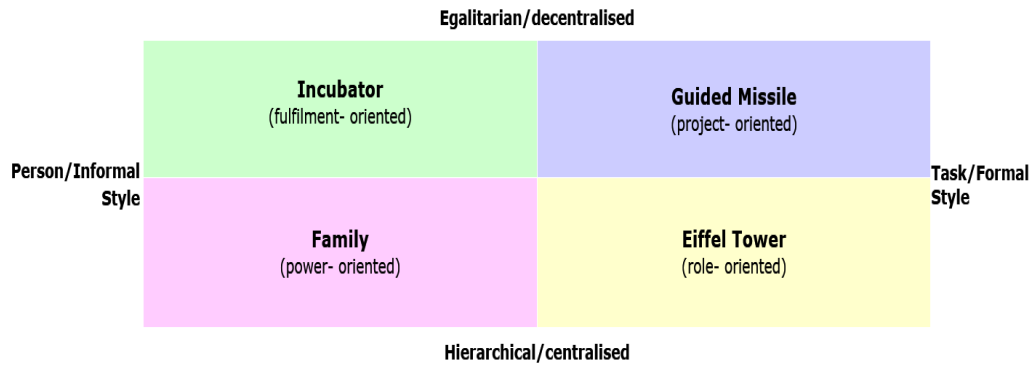 Egalitarian/decentralised
Incubator
(fulfilment- oriented)
Guided Missile
(project- oriented)
Person/Informal
Style
Task/Formal
Style
Family
(power- oriented)
Eiffel Tower
(role- oriented)
Hierarchical/centralised